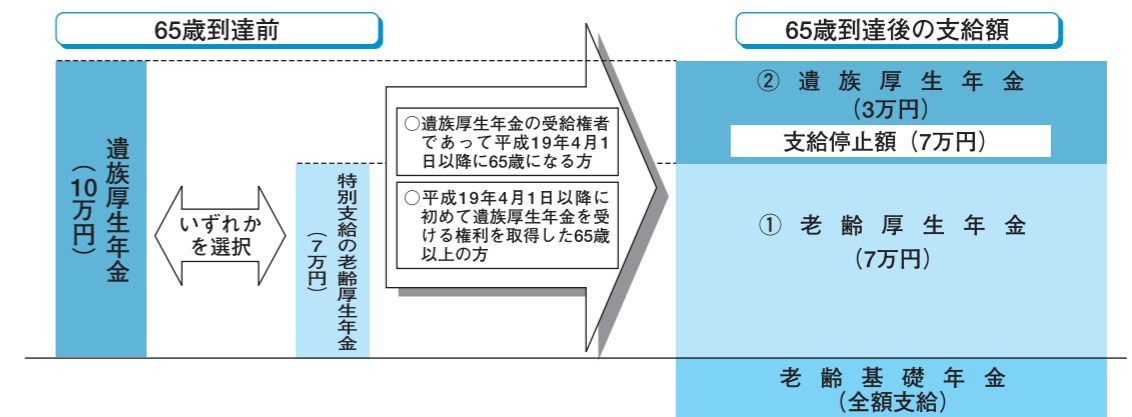 65歳到達前
遺族厚生年金
（10万円）
いずれか
を選択
特別支給の老齢厚生年金
（７万円）
○遺族厚生年金の受給権者
であって平成19年4月1
日以降に65歳になる方
○平成19年4月1日以降に
初めて遺族厚生年金を受
ける権利を取得した65歳
以上の方
65歳到達後の支給額
② 遺族厚生年金
（3万円）
支給停止額（7万円）
① 老齢厚生年金
（7万円）
老齢基礎年金
（全額支給）